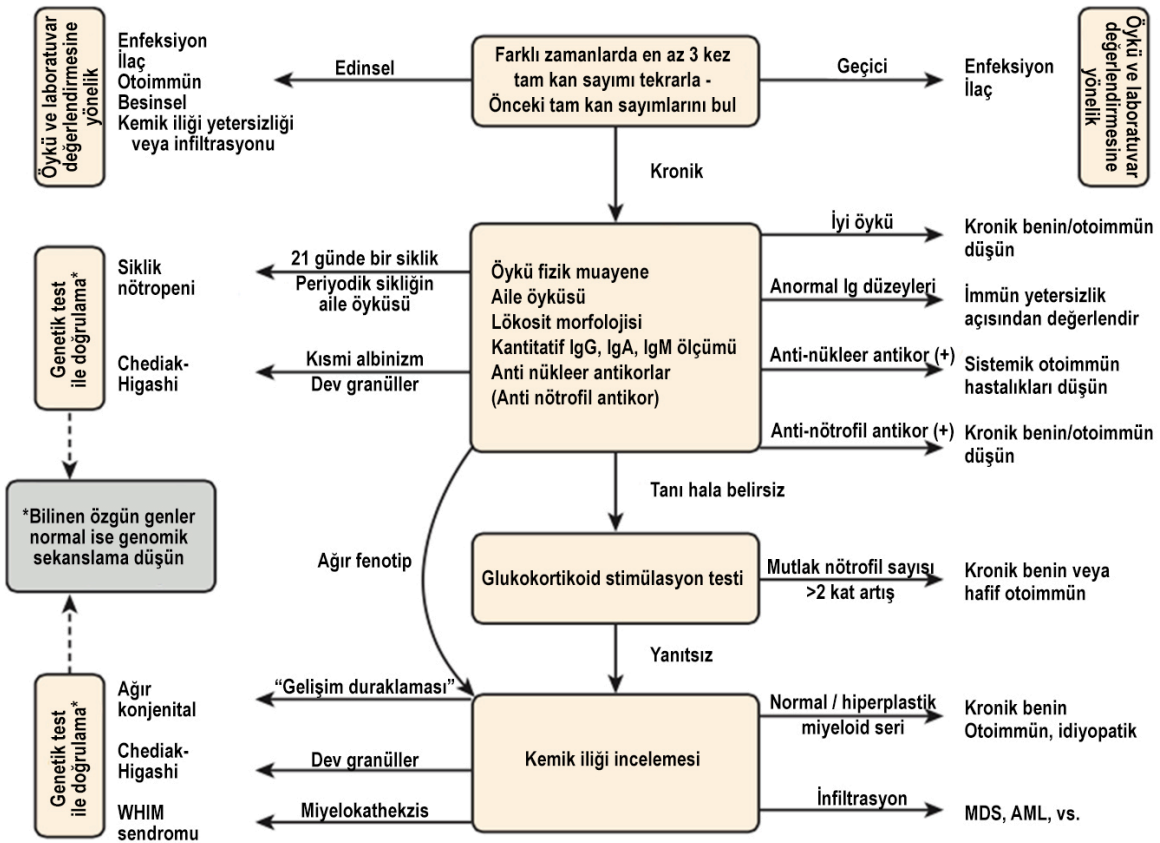 Öykü ve laboratuvar
değerlendirmesine
yönelik
Enfeksiyon
İlaç
Otoimmün
Besinsel
Kemik iliği yetersizliği
veya infiltrasyonu
Edinsel
Farklı zamanlarda en az 3 kez
tam kan sayımı tekrarla -
Önceki tam kan sayımlarını bul
Geçici
Enfeksiyon
İlaç
Öykü ve laboratuvar
değerlendirmesine
yönelik
Kronik
Genetik test
ile doğrulama*
Siklik
nötropeni
21 günde bir siklik
Periyodik sikliğin
aile öyküsü
Chediak-
Higashi
Kısmi albinizm
Dev granüller
Öykü fizik muayene
Aile öyküsü
Lökosit morfolojisi
Kantitatif IgG, IgA, IgM ölçümü
Anti nükleer antikorlar
(Anti nötrofil antikor)
İyi öykü
Kronik benin/otoimmün
düşün
Anormal Ig düzeyleri
İmmün yetersizlik
açısından değerlendir
Anti-nükleer antikor (+)
Sistemik otoimmün
hastalıkları düşün
Anti-nötrofil antikor (+)
Kronik benin/otoimmün
düşün
*Bilinen özgün genler
normal ise genomik
sekanslama düşün
Ağır fenotip
Tanı hala belirsiz
Glukokortikoid stimülasyon testi
Mutlak nötrofil sayısı
>2 kat artış
Kronik benin veya
hafif otoimmün
Yanıtsız
Genetik test
ile doğrulama*
Ağır
konjenital
“Gelişim duraklaması”
Chediak-
Higashi
Dev granüller
WHIM
sendromu
Miyelokathekzis
Kemik iliği incelemesi
Normal / hiperplastik
miyeloid seri
Kronik benin
Otoimmün, idiyopatik
İnfiltrasyon
MDS, AML, vs.